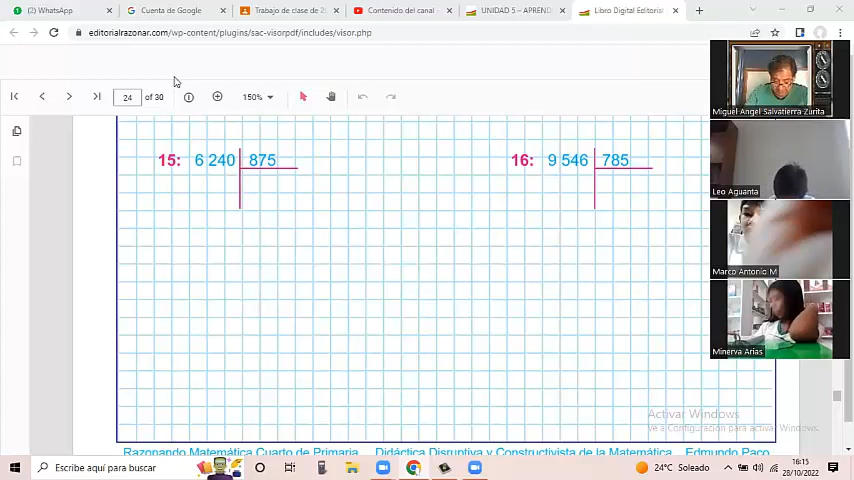 (2) WhatsApp
Cuenta de Google
Trabajo de clase de 2
Contenido del canal
UNIDAD 5 – APREND
Libro Digital Editorial
editorialrazonar.com/wp-content/plugins/sac-visorpdf/includes/visor.php
24 of 30
150%
15: 6 240 875
16: 9 546 785
Miguel Angel Salvatierra Zurita
Leo Aguanta
Marco Antonio M
Minerva Arias
Activar Windows
Ve a Configuración para activar Windows.
Razonando Matemática Cuarto de Primaria Didáctica Disruptiva y Constructivista de la Matemática Edmundo Paco
Escribe aquí para buscar
24°C Soleado
16:15
28/10/2022